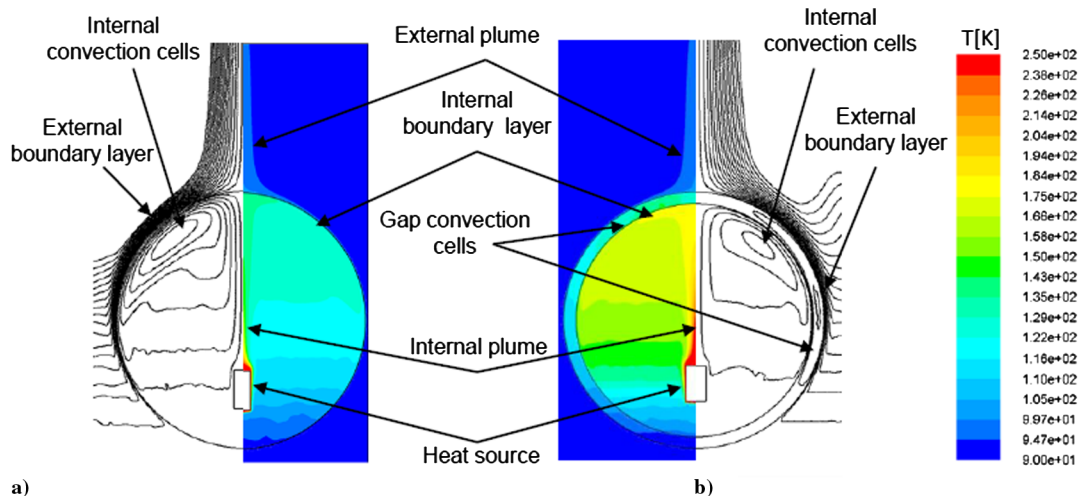 Internal
convection cells
External
boundary layer
External plume
Internal
boundary layer
Gap convection
cells
Internal plume
Heat source
Internal
convection cells
External
boundary layer
T[K]
2.50e+02
2.38e+02
2.26e+02
2.14e+02
2.04e+02
1.94e+02
1.84e+02
1.75e+02
1.66e+02
1.58e+02
1.50e+02
1.43e+02
1.35e+02
1.29e+02
1.22e+02
1.16e+02
1.10e+02
1.05e+02
9.97e+01
9.47e+01
9.00e+01
a)
b)